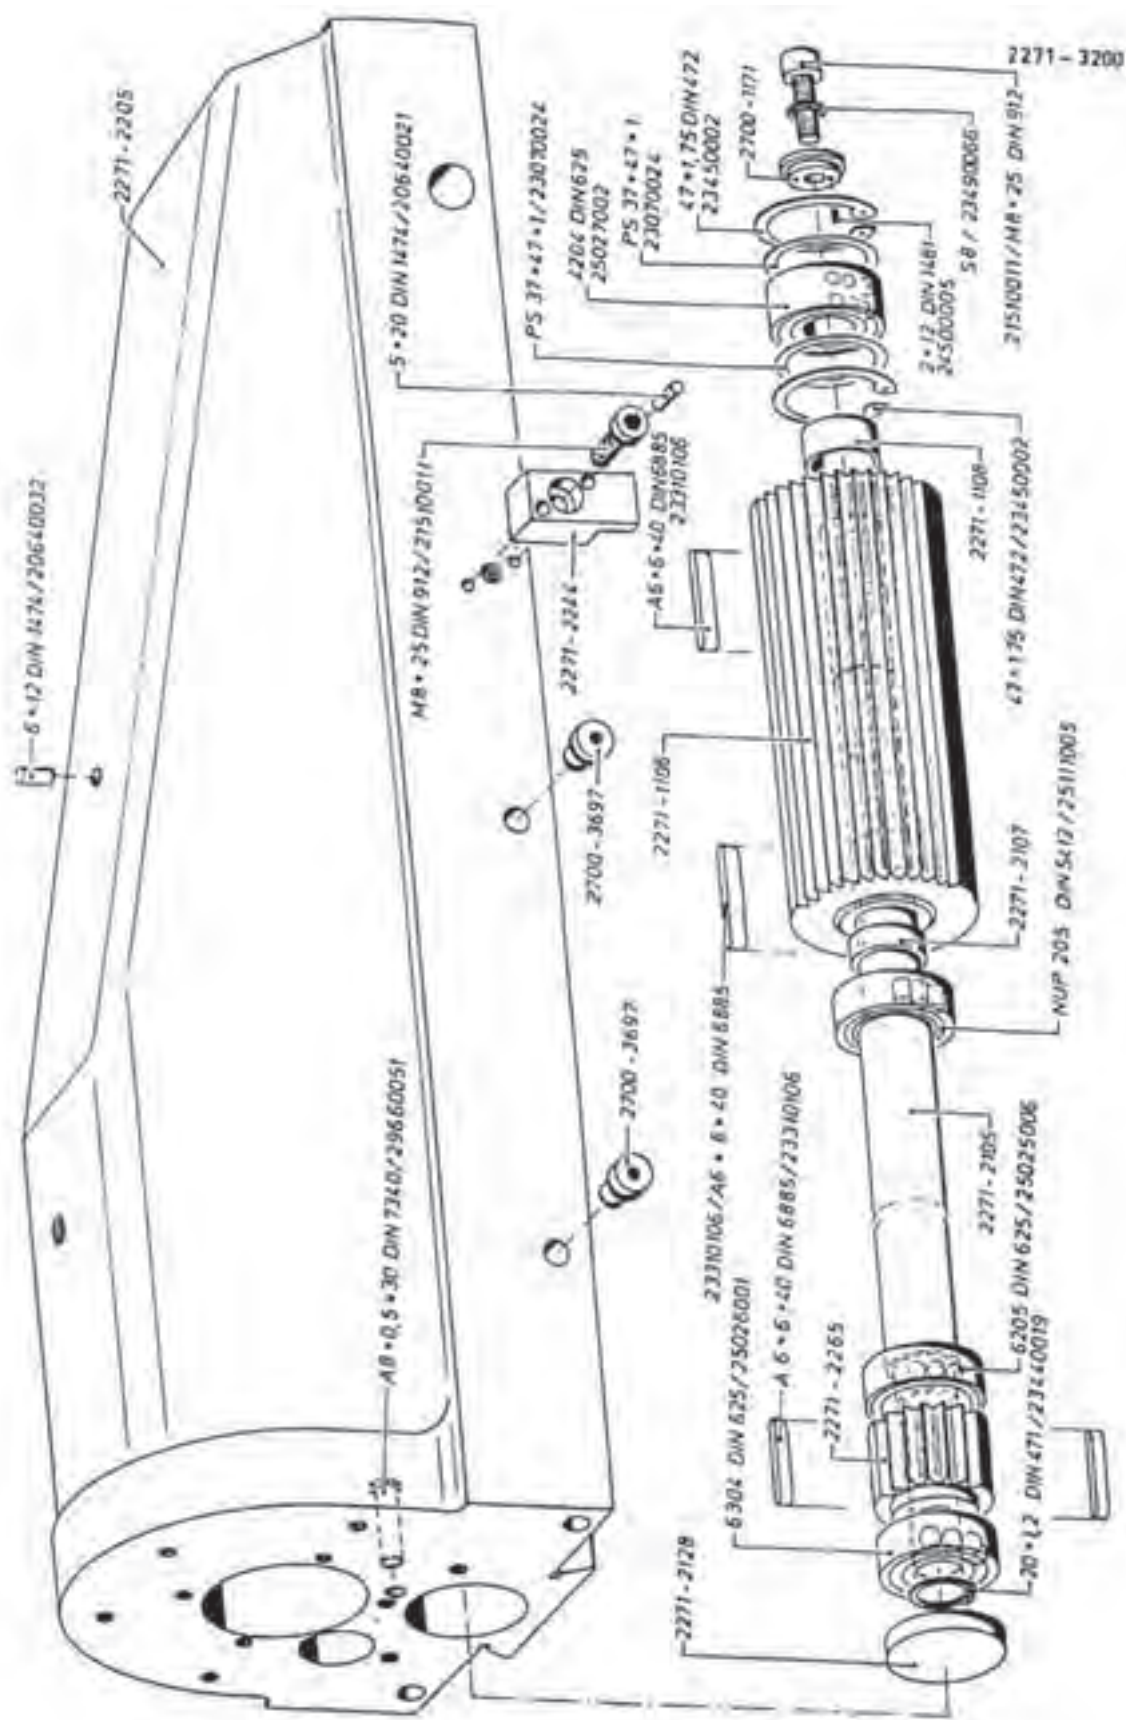 2271-3200
2271-2205
6*12 DIN 1474/20640032
5*20 DIN 1474/20640021
M8*25 DIN 912/21510011
2271-2244
2700-3697
2700-3697
A8*0,5*30 DIN 7340/29660051
PS 37*47*1/23070024
4204 DIN 625
25027002
PS 37*47*1
23070024
47*1,75 DIN 472
23450002
2700-1171
21510011/M8*25 DIN 912
S8 / 23490066
2*12 DIN 1481
24500005
A6*6*40 DIN 6885
23310106
2271-1108
47*1,75 DIN 472/23450002
2271-1106
2271-2107
NUP 205 DIN 5412/25111005
23310106/A6*6*40 DIN 6885
2271-2105
A6*6*40 DIN 6885/23310106
2271-2265
6205 DIN 625/25025006
6304 DIN 625/25026001
20*1,2 DIN 471/23440019
2271-2128